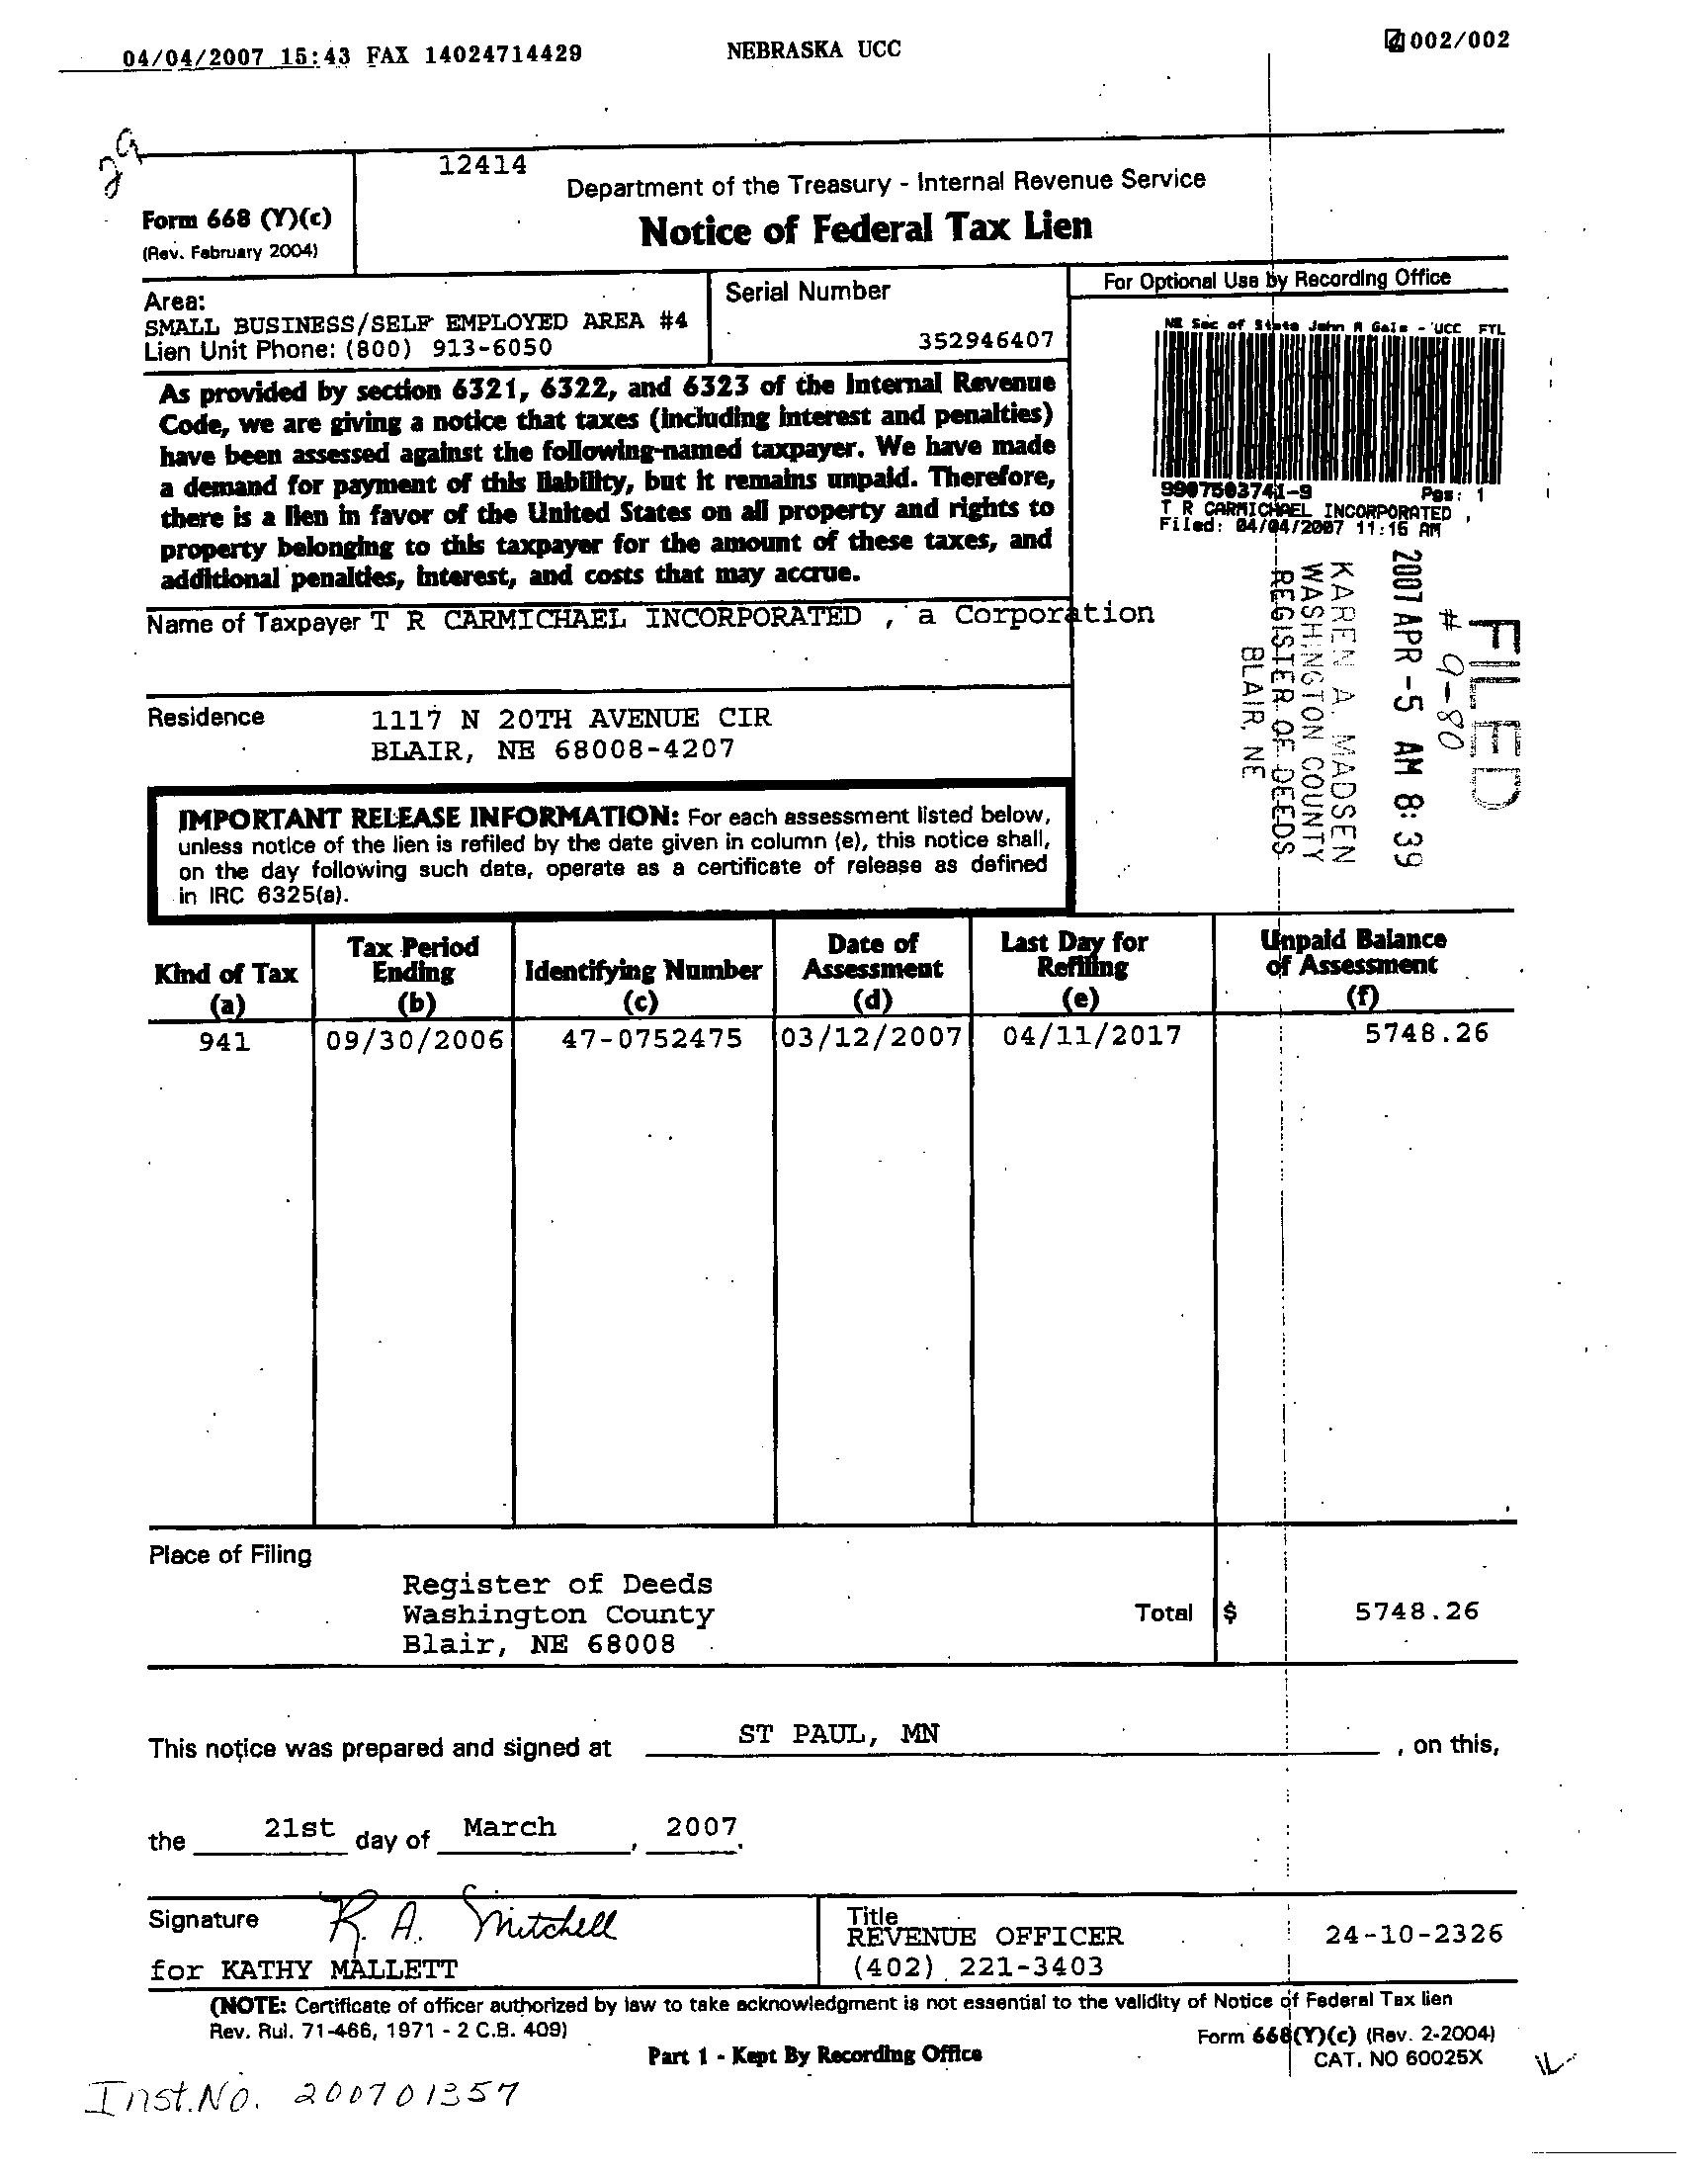 04/04/2007 15:43 FAX 14024714429 NEBRASKA UCC 002/002
29
12414
Department of the Treasury - Internal Revenue Service
Form 668 (Y)(c)
(Rev. February 2004)
Notice of Federal Tax Lien
Area:
SMALL BUSINESS/SELF EMPLOYED AREA #4
Lien Unit Phone: (800) 913-6050
Serial Number
352946407
For Optional Use by Recording Office
NE Sec of State John A Gale - UCC FTL
9907503741-9 Pgs: 1
T R CARMICHAEL INCORPORATED ,
Filed: 04/04/2007 11:16 AM
As provided by section 6321, 6322, and 6323 of the Internal Revenue
Code, we are giving a notice that taxes (including interest and penalties)
have been assessed against the following-named taxpayer. We have made
a demand for payment of this liability, but it remains unpaid. Therefore,
there is a lien in favor of the United States on all property and rights to
property belonging to this taxpayer for the amount of these taxes, and
additional penalties, interest, and costs that may accrue.
Name of Taxpayer T R CARMICHAEL INCORPORATED , a Corporation
FILED
# 9-80
2007 APR -5 AM 8:39
KAREN A. MADSEN
WASHINGTON COUNTY
REGISTER OF DEEDS
BLAIR, NE
Residence 1117 N 20TH AVENUE CIR
BLAIR, NE 68008-4207
IMPORTANT RELEASE INFORMATION: For each assessment listed below,
unless notice of the lien is refiled by the date given in column (e), this notice shall,
on the day following such date, operate as a certificate of release as defined
in IRC 6325(a).
Kind of Tax (a) Tax Period Ending (b) Identifying Number (c) Date of Assessment (d) Last Day for Refiling (e) Unpaid Balance of Assessment (f)
941 09/30/2006 47-0752475 03/12/2007 04/11/2017 5748.26
Place of Filing
Register of Deeds
Washington County
Blair, NE 68008
Total $ 5748.26
This notice was prepared and signed at ST PAUL, MN , on this,
the 21st day of March , 2007.
Signature R. A. Mitchell
for KATHY MALLETT
Title
REVENUE OFFICER 24-10-2326
(402) 221-3403
(NOTE: Certificate of officer authorized by law to take acknowledgment is not essential to the validity of Notice of Federal Tax lien
Rev. Rul. 71-466, 1971 - 2 C.B. 409)
Form 668(Y)(c) (Rev. 2-2004)
Part 1 - Kept By Recording Office
CAT. NO 60025X
Inst.No. 200701357